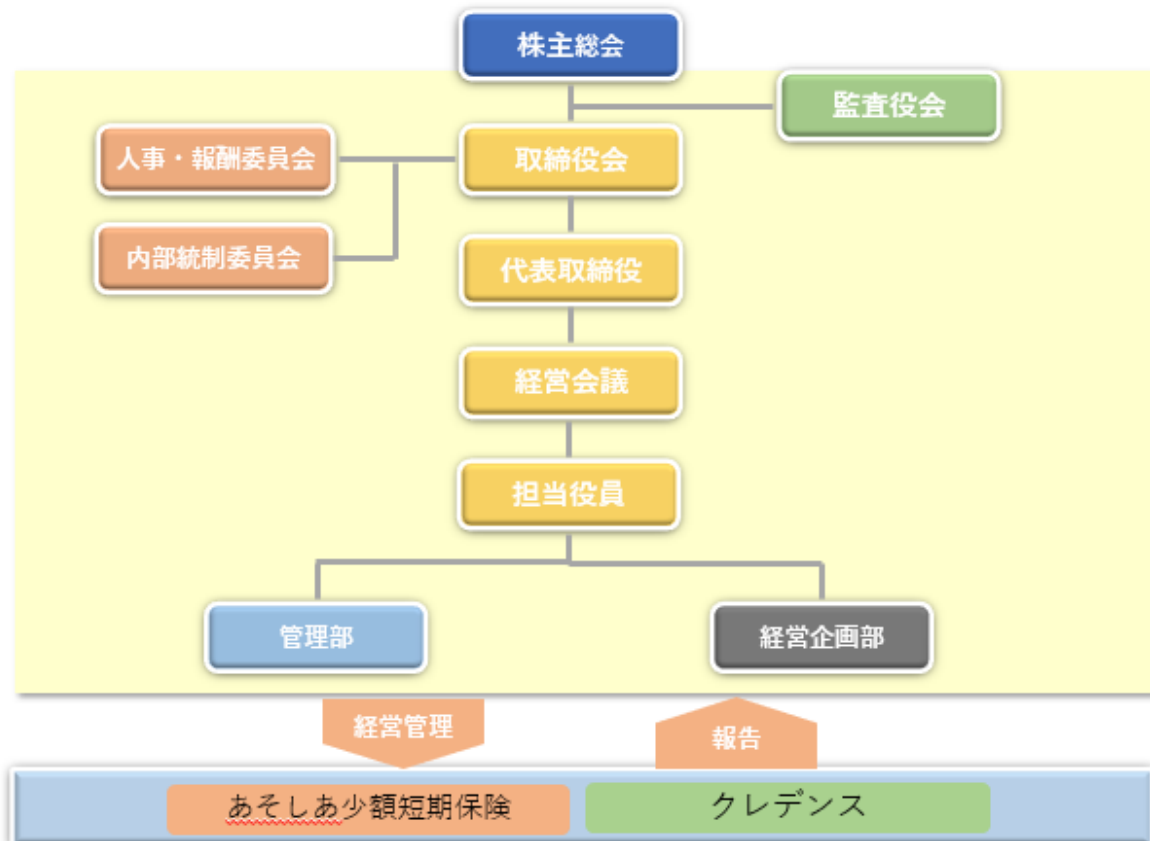 株主総会
監査役会
人事・報酬委員会
取締役会
内部統制委員会
代表取締役
経営会議
担当役員
管理部
経営企画部
経営管理
報告
あそしあ少額短期保険
クレデンス